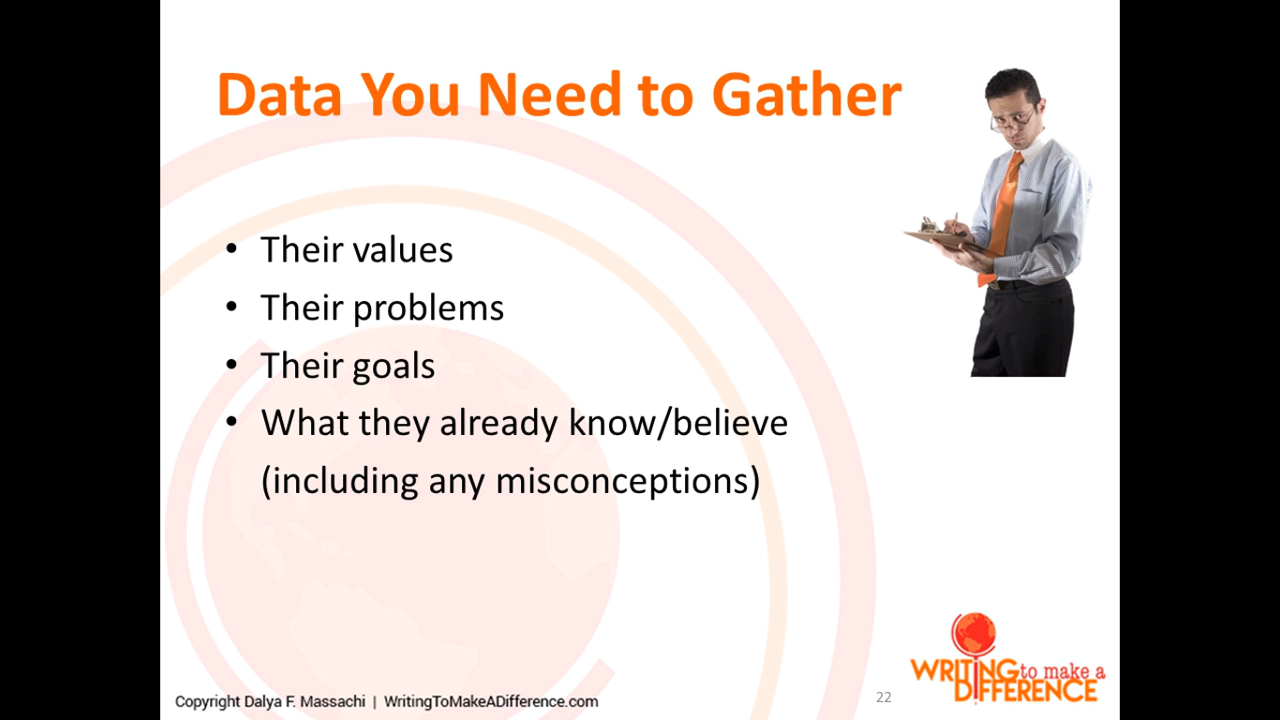 Data You Need to Gather
• Their values
• Their problems
• Their goals
• What they already know/believe
(including any misconceptions)
Copyright Dalya F. Massachi | WritingToMakeADifference.com
22
WRITING to make a
DIFFERENCE